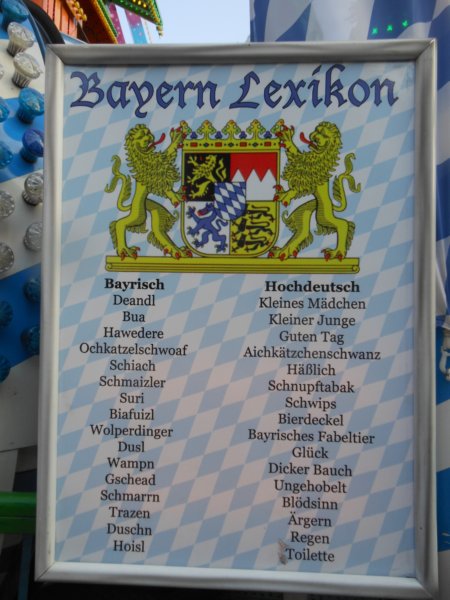 Bayern Lexikon
Bayrisch Hochdeutsch
Deandl Kleines Mädchen
Bua Kleiner Junge
Hawedere Guten Tag
Ochkatzelschwoaf Aichkätzchenschwanz
Schiach Häßlich
Schmaizler Schnupftabak
Suri Schwips
Biafuizl Bierdeckel
Wolperdinger Bayrisches Fabeltier
Dusl Glück
Wampn Dicker Bauch
Gschead Ungehobelt
Schmarrn Blödsinn
Trazen Ärgern
Duschn Regen
Hoisl Toilette